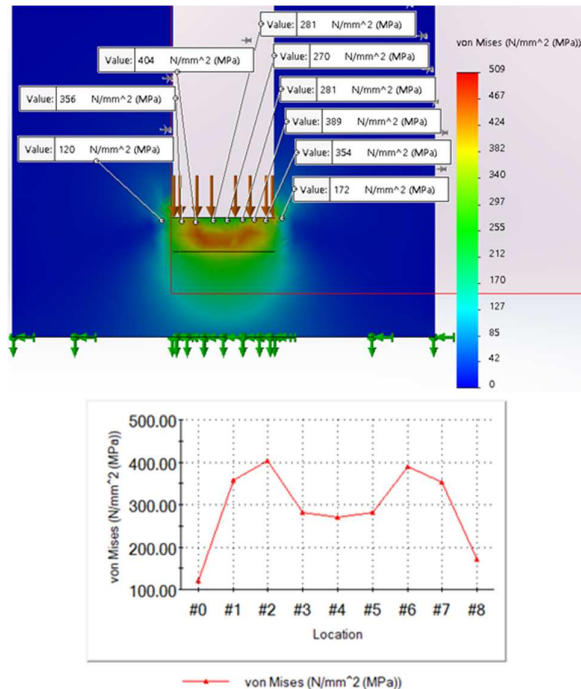 Value: 281 N/mm^2 (MPa)
Value: 404 N/mm^2 (MPa)
Value: 270 N/mm^2 (MPa)
Value: 356 N/mm^2 (MPa)
Value: 281 N/mm^2 (MPa)
Value: 389 N/mm^2 (MPa)
Value: 120 N/mm^2 (MPa)
Value: 354 N/mm^2 (MPa)
Value: 172 N/mm^2 (MPa)
von Mises (N/mm^2 (MPa))
509
467
424
382
339
297
255
212
170
127
85
42
0
von Mises (N/mm^2 (MPa))
500.00
400.00
300.00
200.00
100.00
#0 #1 #2 #3 #4 #5 #6 #7 #8
Location
von Mises (N/mm^2 (MPa))